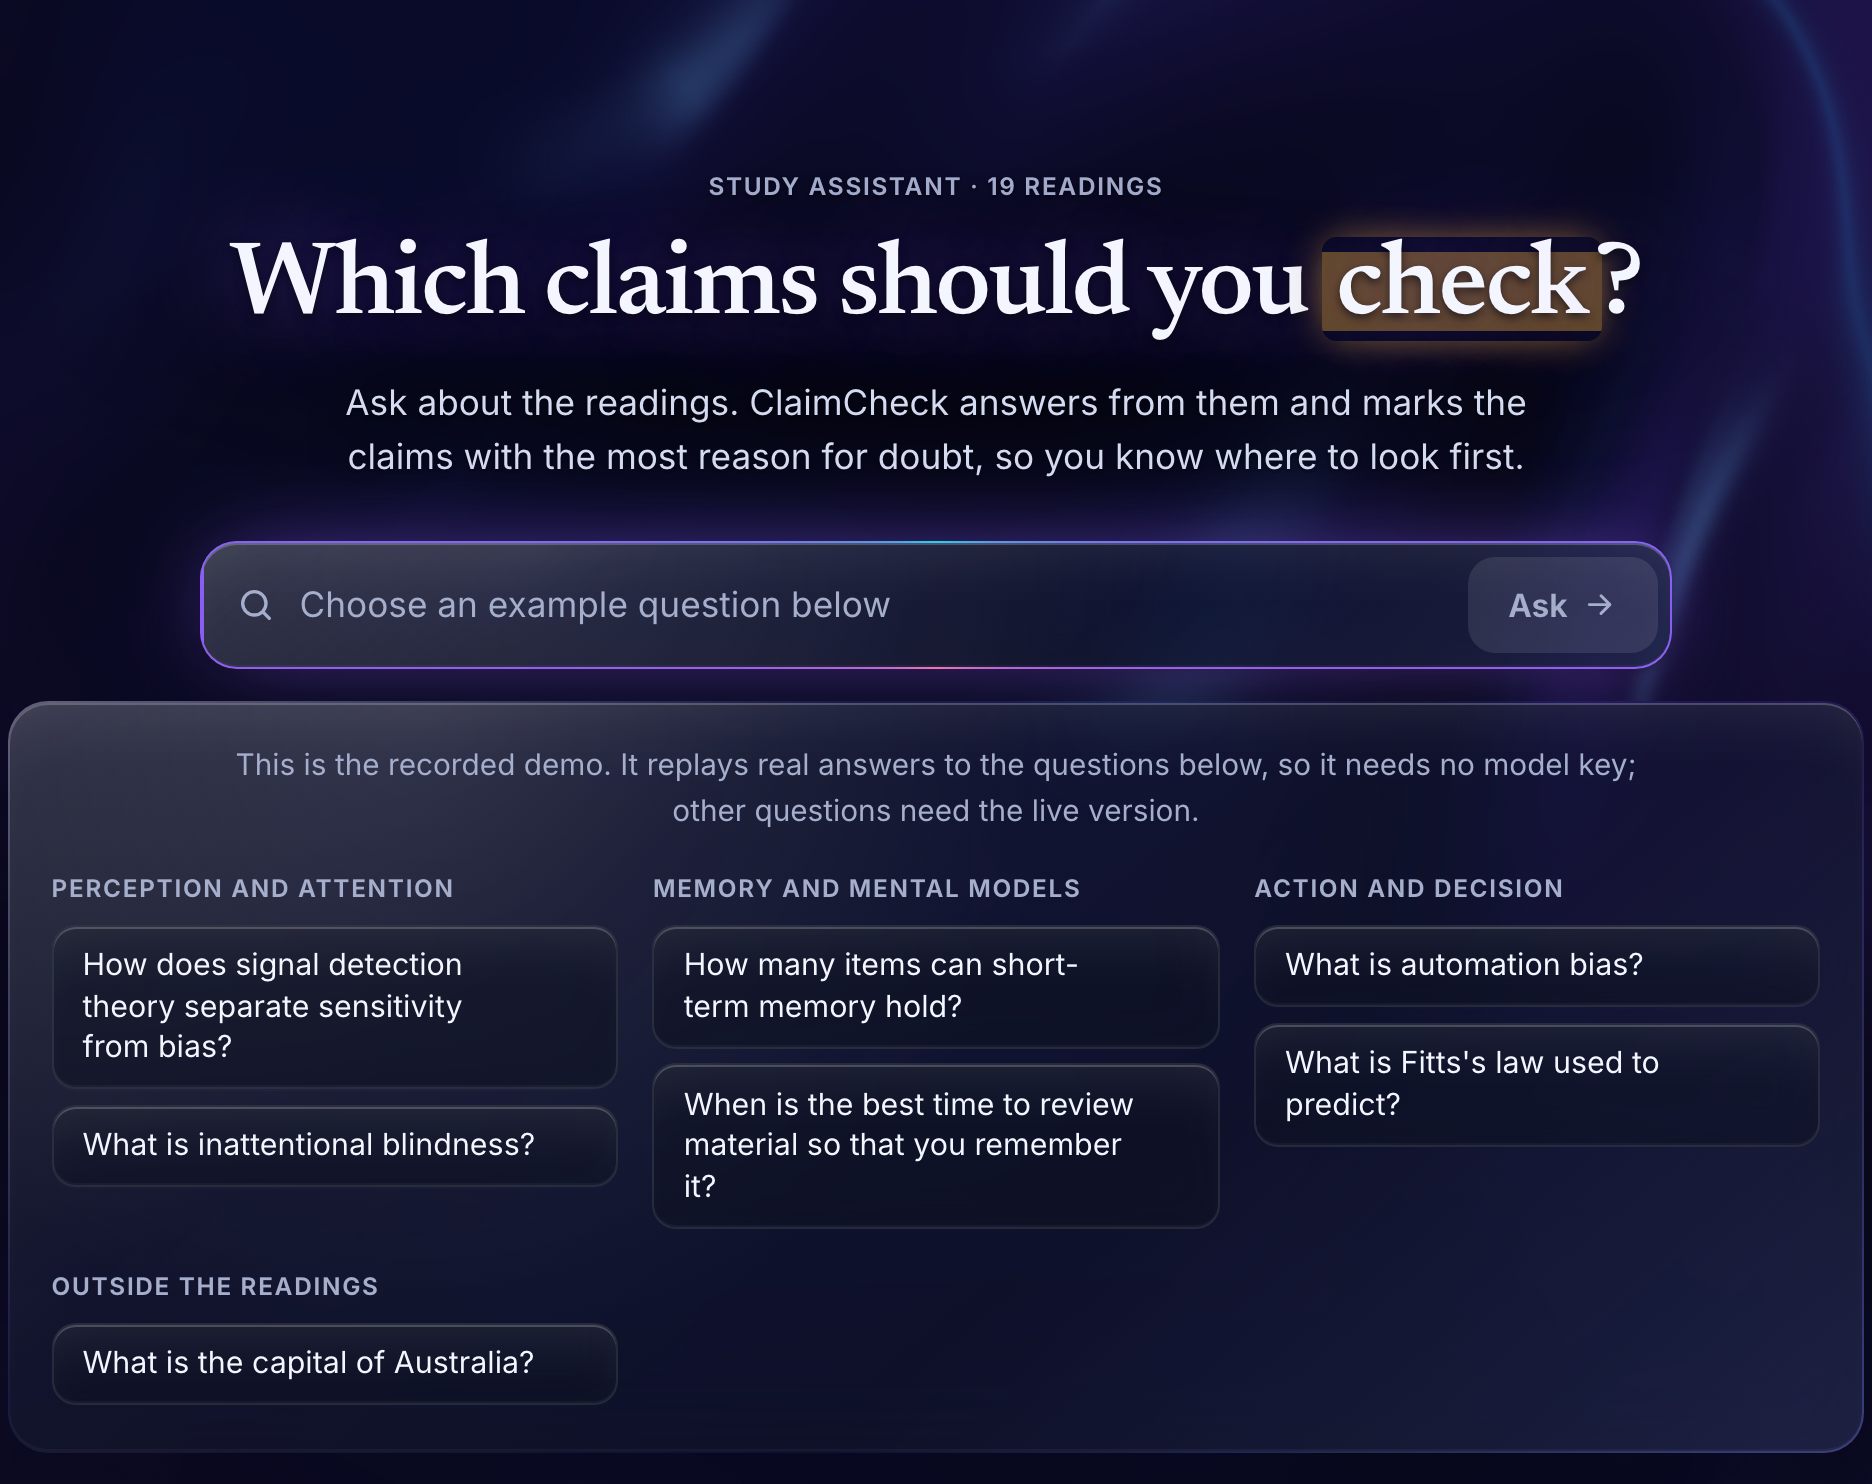 STUDY ASSISTANT · 19 READINGS
Which claims should you check?
Ask about the readings. ClaimCheck answers from them and marks the
claims with the most reason for doubt, so you know where to look first.
Choose an example question below
Ask →
This is the recorded demo. It replays real answers to the questions below, so it needs no model key;
other questions need the live version.
PERCEPTION AND ATTENTION
How does signal detection
theory separate sensitivity
from bias?
What is inattentional blindness?
MEMORY AND MENTAL MODELS
How many items can short-
term memory hold?
When is the best time to review
material so that you remember
it?
ACTION AND DECISION
What is automation bias?
What is Fitts's law used to
predict?
OUTSIDE THE READINGS
What is the capital of Australia?